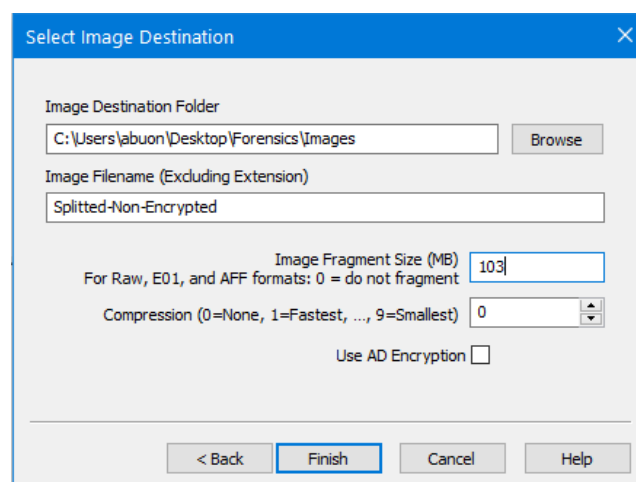 Select Image Destination
Image Destination Folder
C:\Users\abuon\Desktop\Forensics\Images
Browse
Image Filename (Excluding Extension)
Splitted-Non-Encrypted
Image Fragment Size (MB)
For Raw, E01, and AFF formats: 0 = do not fragment
103
Compression (0=None, 1=Fastest, ..., 9=Smallest)
0
Use AD Encryption
< Back
Finish
Cancel
Help